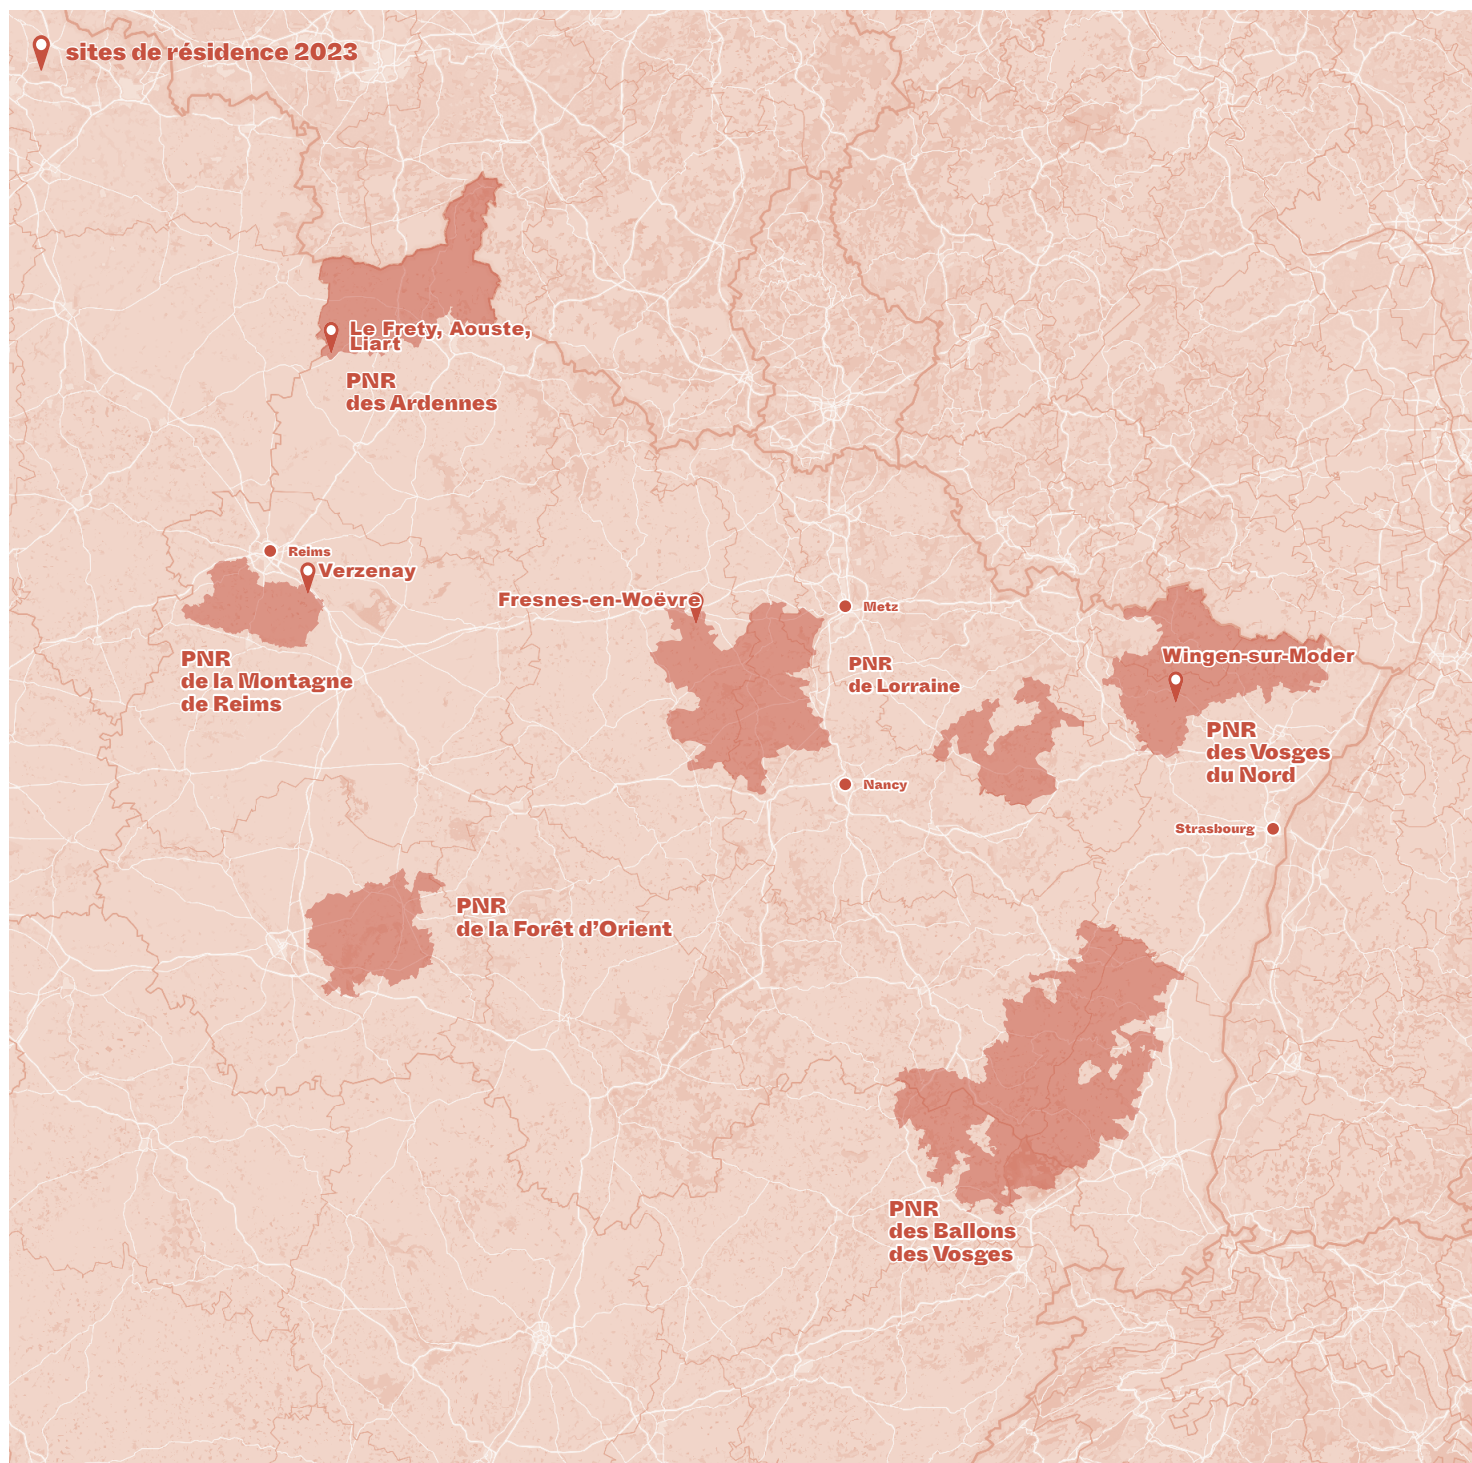 sites de résidence 2023
Le Frety, Aouste,
Liart
PNR
des Ardennes
Reims
Verzenay
PNR
de la Montagne
de Reims
Fresnes-en-Woëvre
Metz
PNR
de Lorraine
Nancy
Wingen-sur-Moder
PNR
des Vosges
du Nord
Strasbourg
PNR
de la Forêt d’Orient
PNR
des Ballons
des Vosges